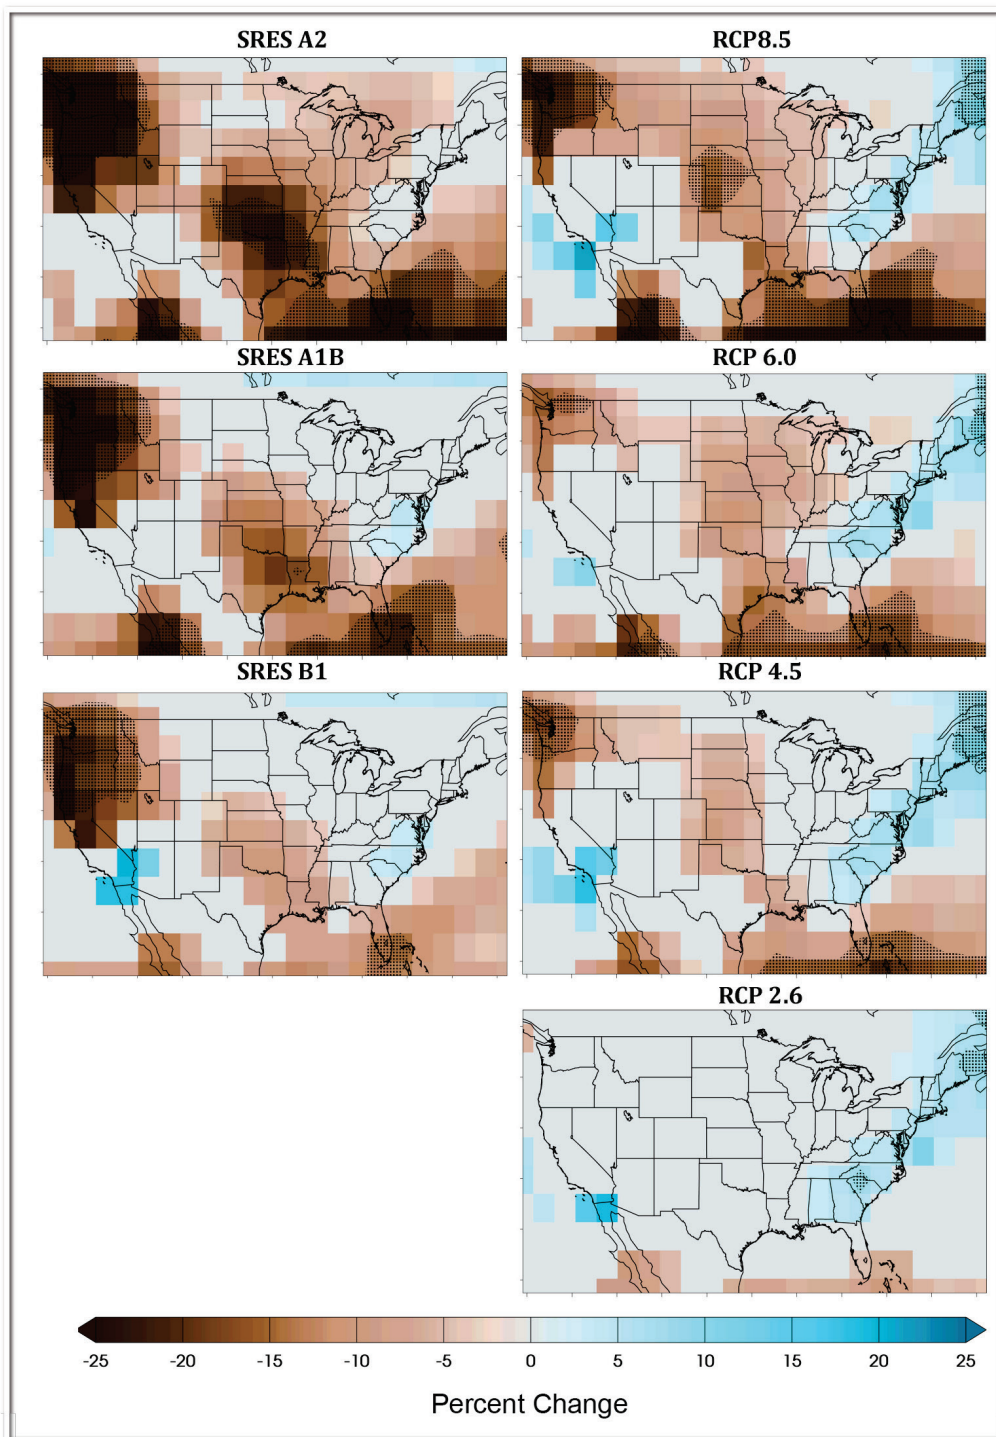 SRES A2
RCP8.5
SRES A1B
RCP 6.0
SRES B1
RCP 4.5
RCP 2.6
-25 -20 -15 -10 -5 0 5 10 15 20 25
Percent Change